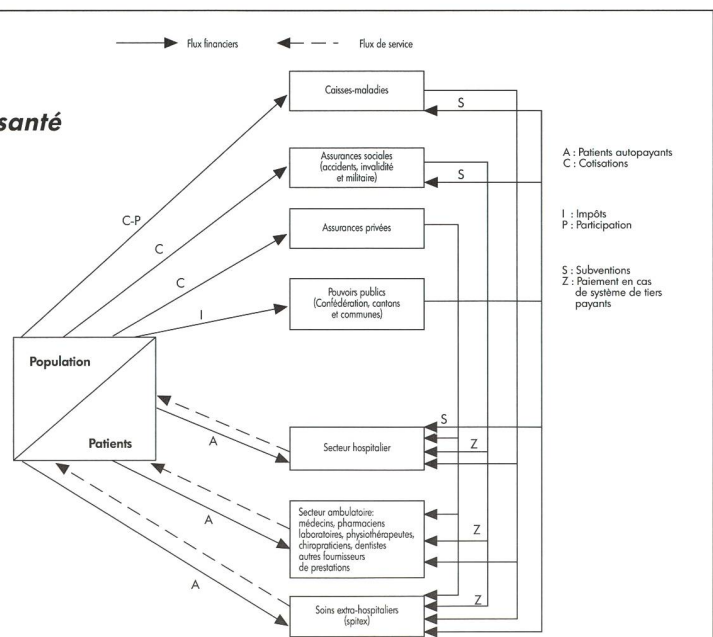 Flux financiers
Flux de service
santé
Caisses-maladies
S
Assurances sociales
(accidents, invalidité
et militaire)
S
A : Patients autopayants
C : Cotisations
C-P
C
Assurances privées
I : Impôts
P : Participation
C
Pouvoirs publics
(Confédération, cantons
et communes)
S : Subventions
Z : Paiement en cas
de système de tiers
payants
I
Population
Patients
A
Secteur hospitalier
S
Z
A
Secteur ambulatoire:
médecins, pharmaciens
laboratoires, physiothérapeutes,
chiropraticiens, dentistes
autres fournisseurs
de prestations
Z
A
Soins extra-hospitaliers
(spitex)
Z